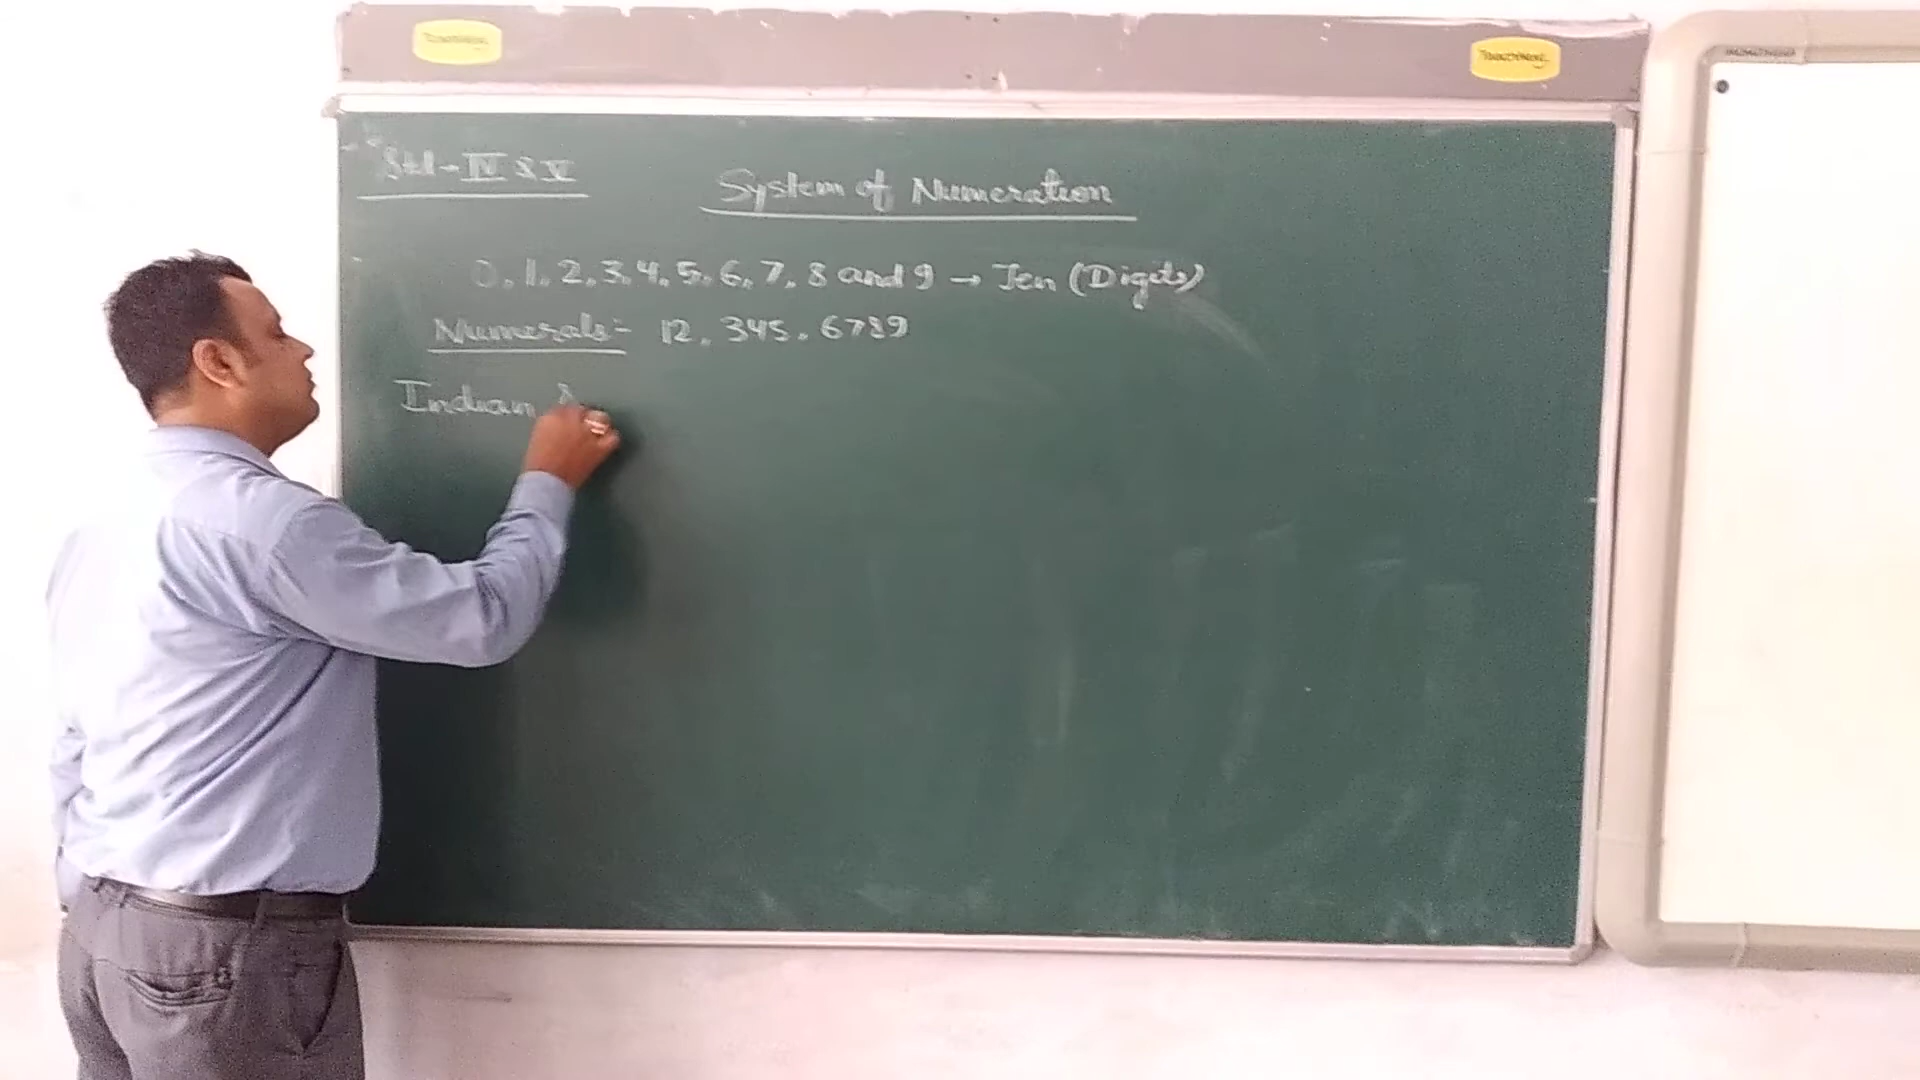 Std-IV & V
System of Numeration
0, 1, 2, 3, 4, 5, 6, 7, 8 and 9 → Ten (Digits)
Numerals:- 12, 345, 6789
Indian